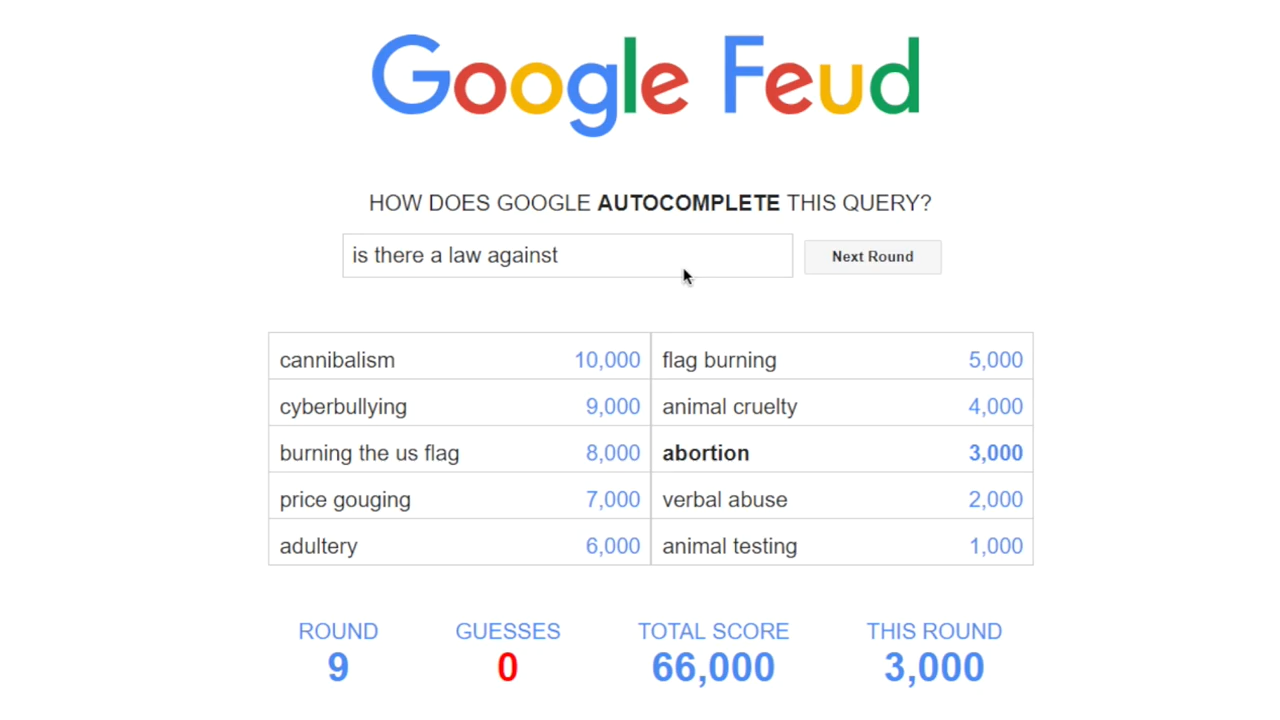 Google Feud
HOW DOES GOOGLE AUTOCOMPLETE THIS QUERY?
is there a law against
Next Round
cannibalism 10,000 flag burning 5,000
cyberbullying 9,000 animal cruelty 4,000
burning the us flag 8,000 abortion 3,000
price gouging 7,000 verbal abuse 2,000
adultery 6,000 animal testing 1,000
ROUND GUESSES TOTAL SCORE THIS ROUND
9 0 66,000 3,000